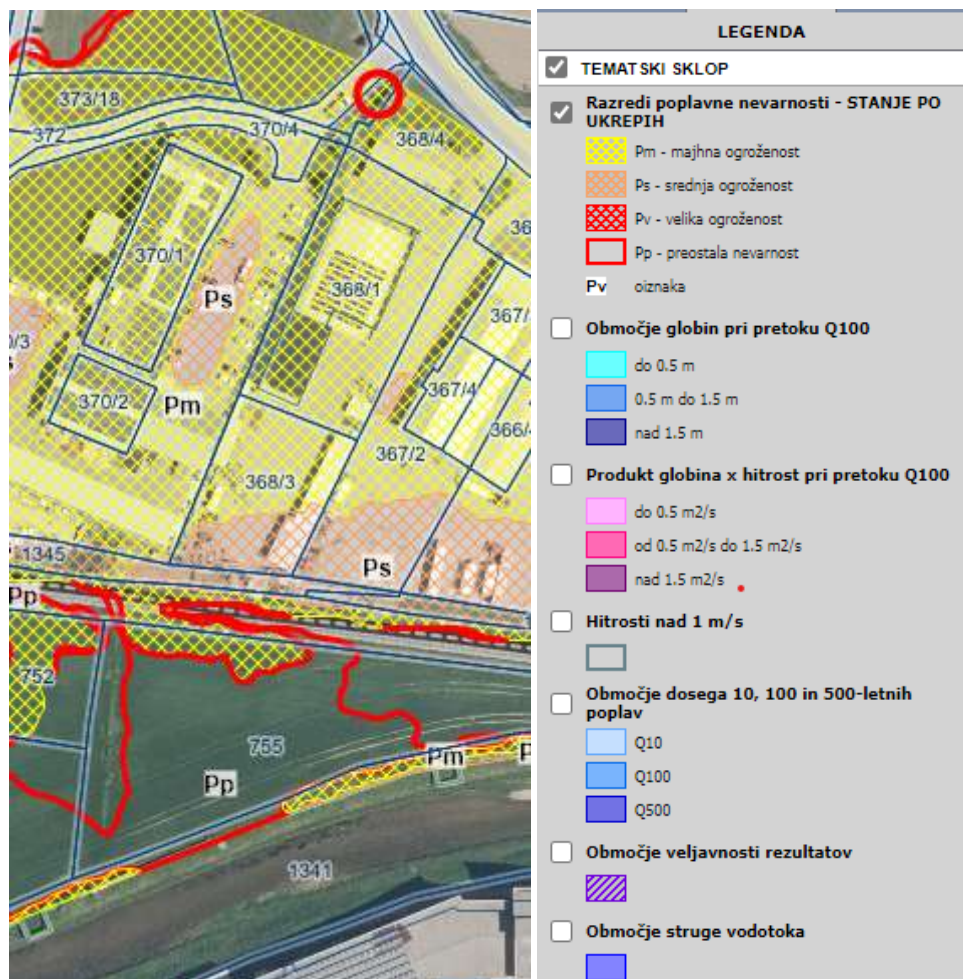 373/18
372
370/4
368/4
36
370/1
Ps
368/1
367/
0/3
370/2
Pm
367/4
366/
367/2
368/3
1345
Ps
Pp
752
755
Pm
P
Pp
1341
LEGENDA
TEMATSKI SKLOP
Razredi poplavne nevarnosti - STANJE PO
UKREPIH
Pm - majhna ogroženost
Ps - srednja ogroženost
Pv - velika ogroženost
Pp - preostala nevarnost
Pv oiznaka
Območje globin pri pretoku Q100
do 0.5 m
0.5 m do 1.5 m
nad 1.5 m
Produkt globina x hitrost pri pretoku Q100
do 0.5 m2/s
od 0.5 m2/s do 1.5 m2/s
nad 1.5 m2/s
Hitrosti nad 1 m/s
Območje dosega 10, 100 in 500-letnih
poplav
Q10
Q100
Q500
Območje veljavnosti rezultatov
Območje struge vodotoka